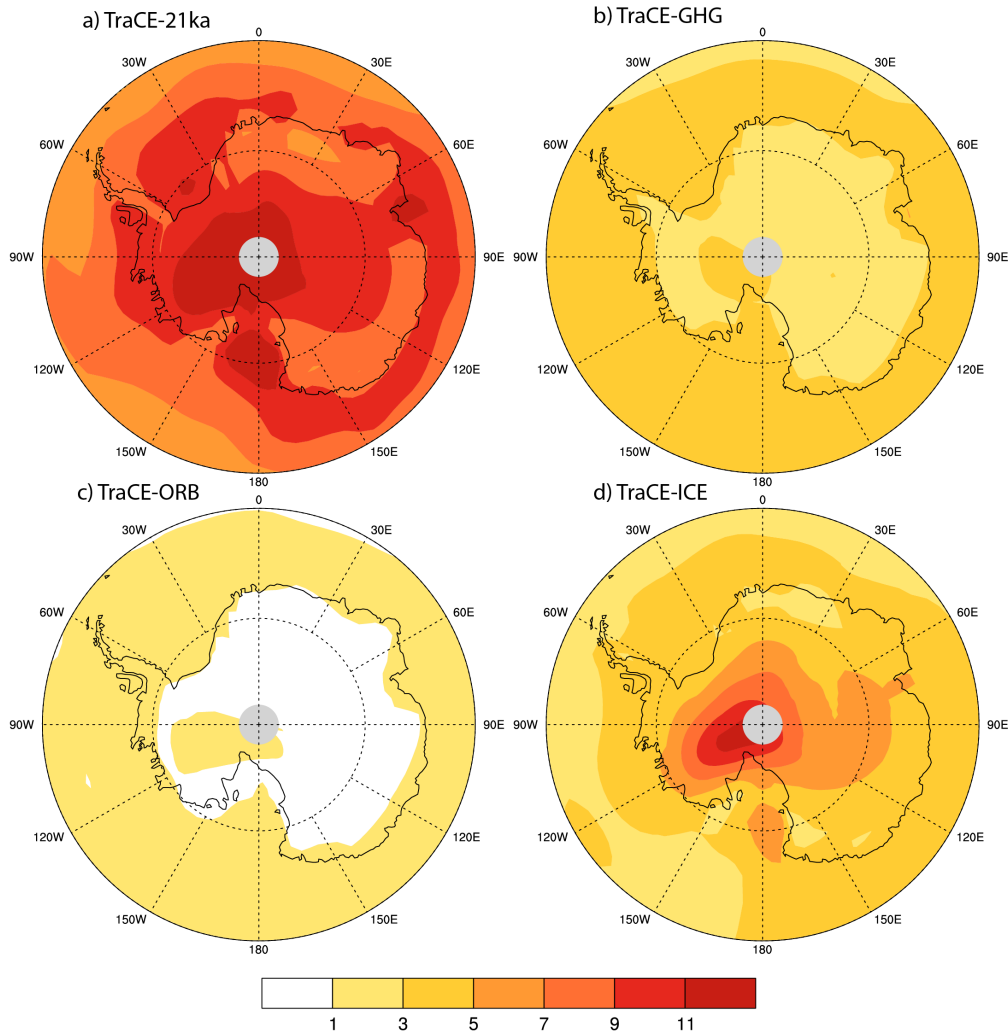 a) TraCE-21ka
b) TraCE-GHG
0
0
30W
30E
30W
30E
60W
60E
60W
60E
90W
90E
90W
90E
120W
120E
120W
120E
150W
150E
150W
150E
180
180
c) TraCE-ORB
d) TraCE-ICE
0
0
30W
30E
30W
30E
60W
60E
60W
60E
90W
90E
90W
90E
120W
120E
120W
120E
150W
150E
150W
150E
180
180
1 3 5 7 9 11